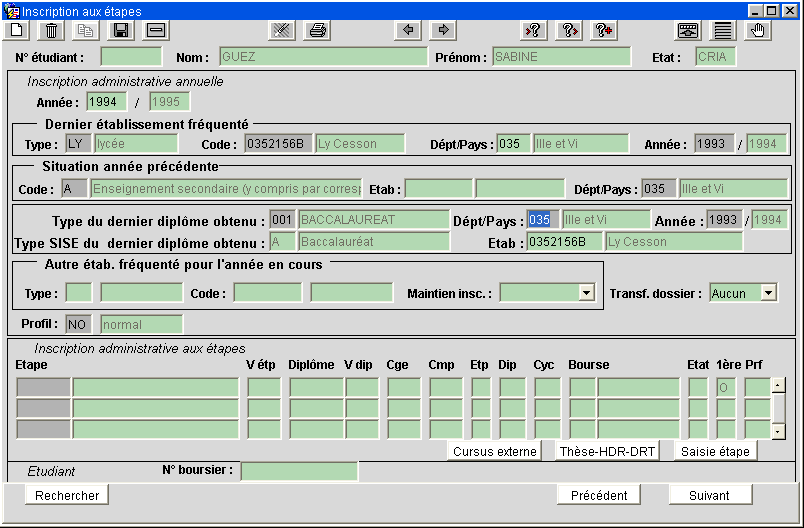 Inscription aux étapes
N° étudiant : Nom : GUEZ Prénom : SABINE Etat : CRIA
Inscription administrative annuelle
Année : 1994 / 1995
Dernier établissement fréquenté
Type : LY lycée Code : 0352156B Ly Cesson Dépt/Pays : 035 Ille et Vi Année : 1993 / 1994
Situation année précédente
Code : A Enseignement secondaire (y compris par corresp Etab : Dépt/Pays : 035 Ille et Vi
Type du dernier diplôme obtenu : 001 BACCALAUREAT Dépt/Pays : 035 Ille et Vi Année : 1993 / 1994
Type SISE du dernier diplôme obtenu : A Baccalauréat Etab : 0352156B Ly Cesson
Autre étab. fréquenté pour l'année en cours
Type : Code : Maintien insc. : Transf. dossier : Aucun
Profil : NO normal
Inscription administrative aux étapes
Etape V étp Diplôme V dip Cge Cmp Etp Dip Cyc Bourse Etat 1ère Prf
O
Cursus externe Thèse-HDR-DRT Saisie étape
Etudiant N° boursier :
Rechercher Précédent Suivant